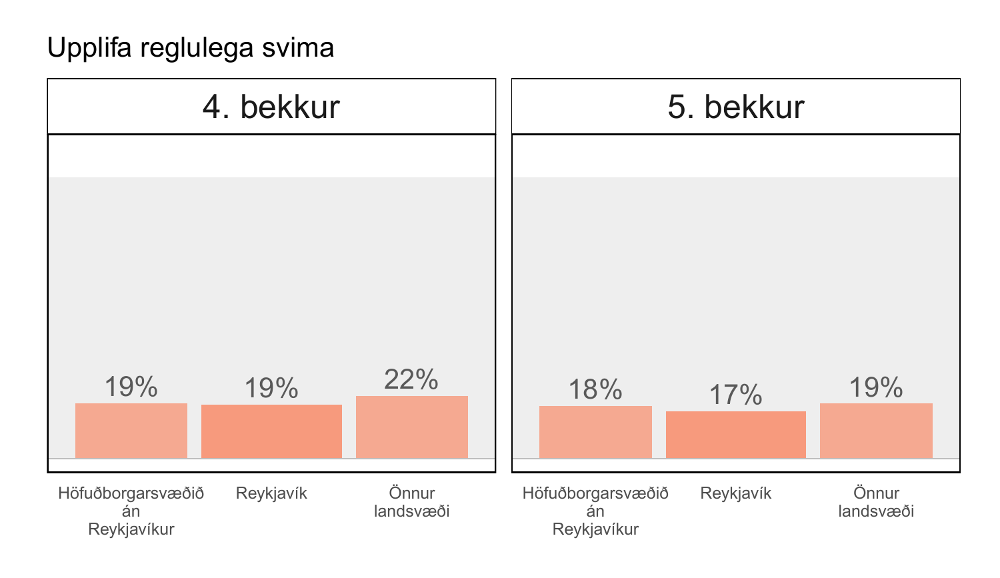 Upplifa reglulega svima
4. bekkur
19%
19%
22%
Höfuðborgarsvæðið
án
Reykjavíkur
Reykjavík
Önnur
landsvæði
5. bekkur
18%
17%
19%
Höfuðborgarsvæðið
án
Reykjavíkur
Reykjavík
Önnur
landsvæði